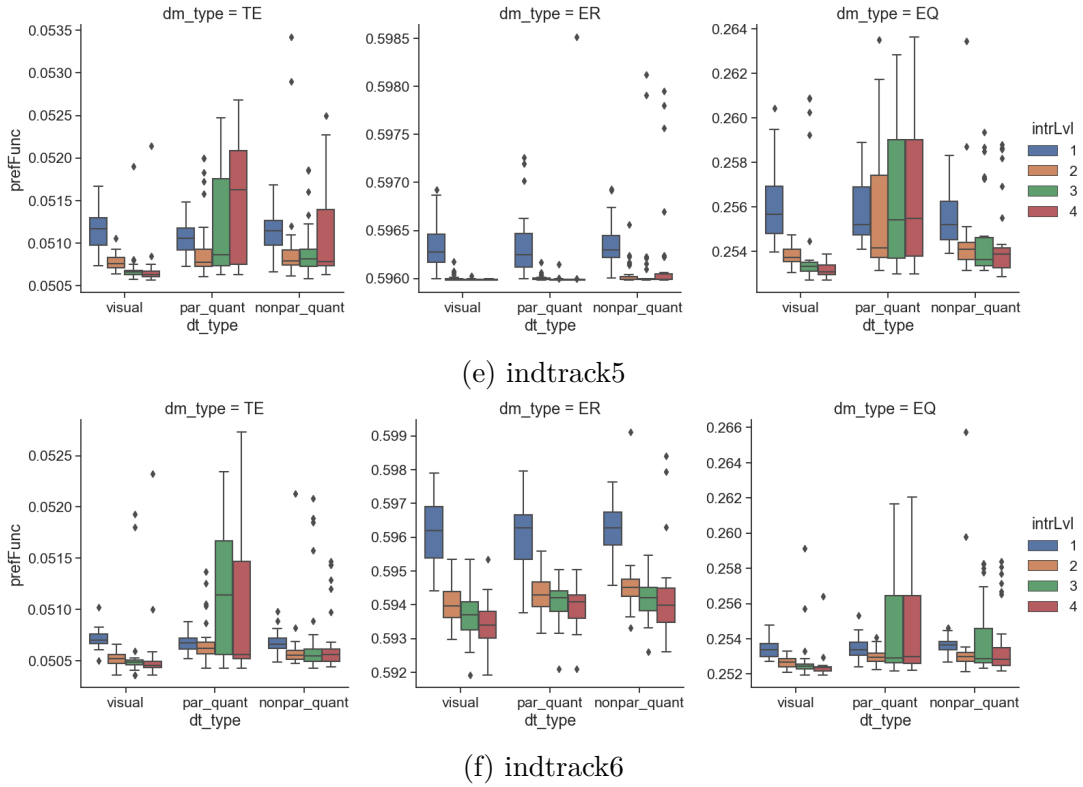 dm_type = TE
dm_type = ER
dm_type = EQ
prefFunc
0.0535
0.0530
0.0525
0.0520
0.0515
0.0510
0.0505
0.5985
0.5980
0.5975
0.5970
0.5965
0.5960
0.264
0.262
0.260
0.258
0.256
0.254
intrLvl
1
2
3
4
visual par_quant nonpar_quant
dt_type
visual par_quant nonpar_quant
dt_type
visual par_quant nonpar_quant
dt_type
(e) indtrack5
dm_type = TE
dm_type = ER
dm_type = EQ
prefFunc
0.0525
0.0520
0.0515
0.0510
0.0505
0.599
0.598
0.597
0.596
0.595
0.594
0.593
0.592
0.266
0.264
0.262
0.260
0.258
0.256
0.254
0.252
intrLvl
1
2
3
4
visual par_quant nonpar_quant
dt_type
visual par_quant nonpar_quant
dt_type
visual par_quant nonpar_quant
dt_type
(f) indtrack6